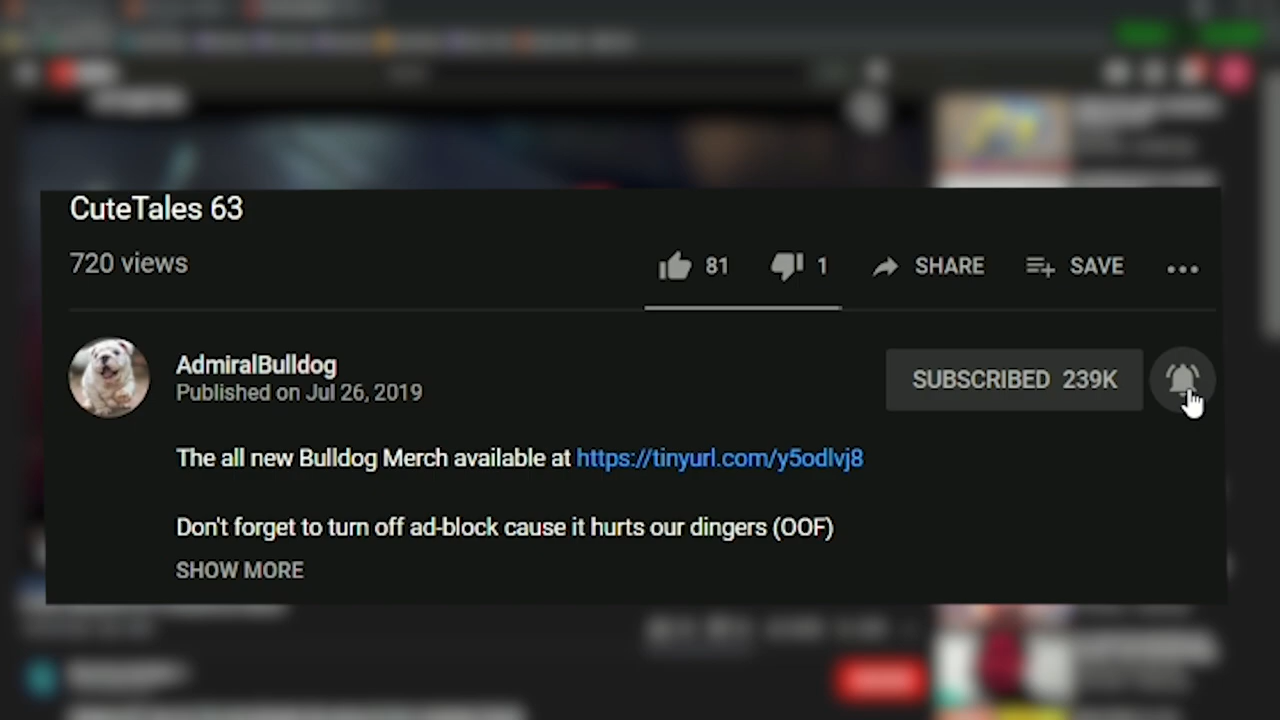 CuteTales 63
720 views
81
1
SHARE
SAVE
AdmiralBulldog
Published on Jul 26, 2019
SUBSCRIBED 239K
The all new Bulldog Merch available at https://tinyurl.com/y5odlvj8
Don't forget to turn off ad-block cause it hurts our dingers (OOF)
SHOW MORE